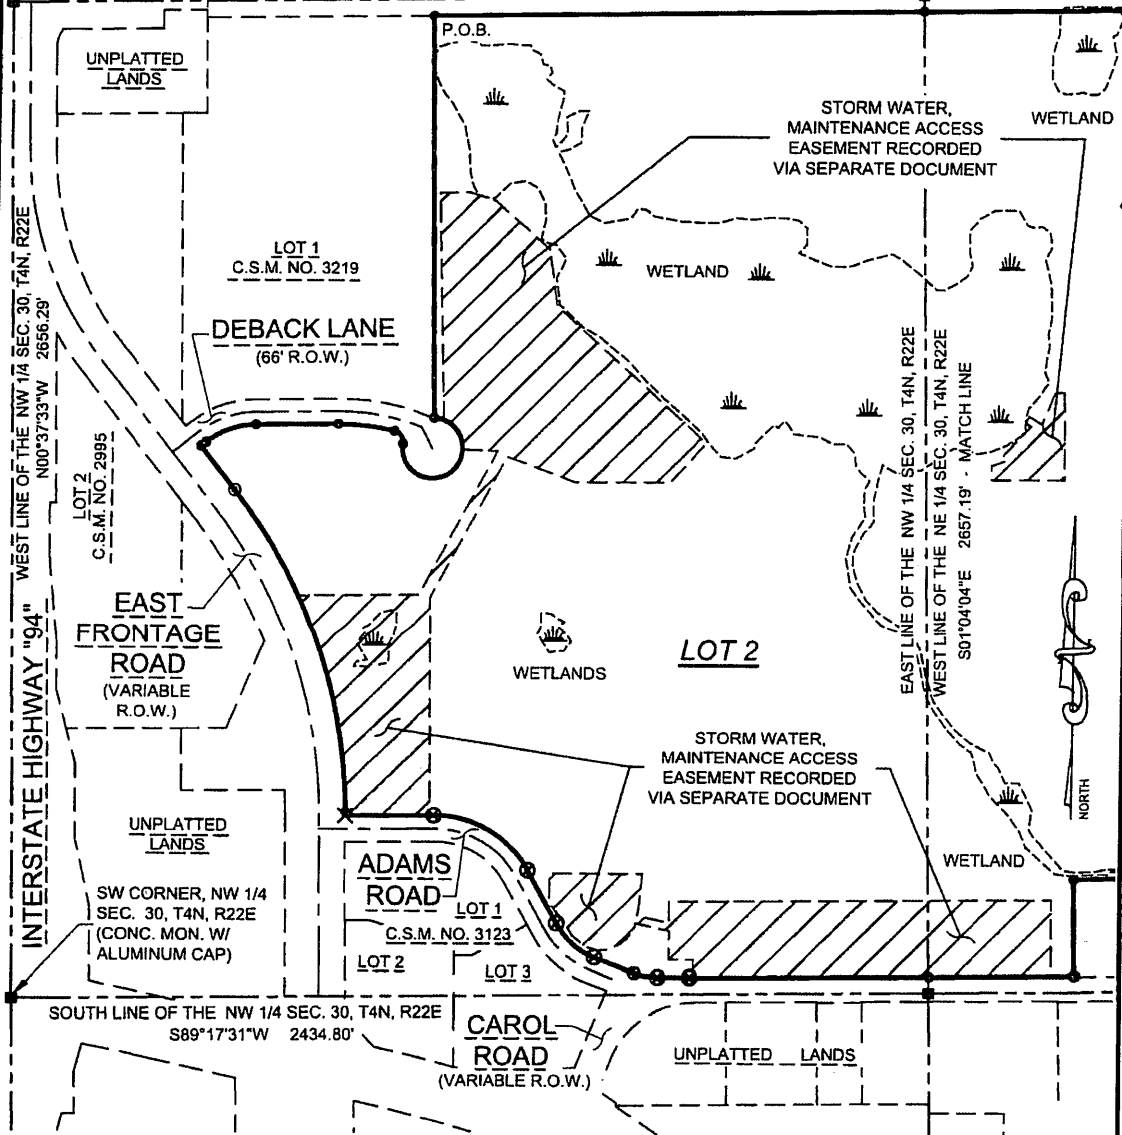 P.O.B.
UNPLATTED
LANDS
STORM WATER,
MAINTENANCE ACCESS
EASEMENT RECORDED
VIA SEPARATE DOCUMENT
WETLAND
LOT 1
C.S.M. NO. 3219
WETLAND
DEBACK LANE
(66' R.O.W.)
WEST LINE OF THE NW 1/4 SEC. 30, T4N, R22E
N00°37'33"W 2656.29'
LOT 2
C.S.M. NO. 2995
EAST LINE OF THE NW 1/4 SEC. 30, T4N, R22E
WEST LINE OF THE NE 1/4 SEC. 30, T4N, R22E
S01°04'04"E 2657.19' - MATCH LINE
INTERSTATE HIGHWAY "94"
EAST
FRONTAGE
ROAD
(VARIABLE
R.O.W.)
WETLANDS
LOT 2
STORM WATER,
MAINTENANCE ACCESS
EASEMENT RECORDED
VIA SEPARATE DOCUMENT
NORTH
UNPLATTED
LANDS
WETLAND
ADAMS
ROAD
SW CORNER, NW 1/4
SEC. 30, T4N, R22E
(CONC. MON. W/
ALUMINUM CAP)
LOT 1
C.S.M. NO. 3123
LOT 2
LOT 3
SOUTH LINE OF THE NW 1/4 SEC. 30, T4N, R22E
S89°17'31"W 2434.80'
CAROL
ROAD
(VARIABLE R.O.W.)
UNPLATTED LANDS